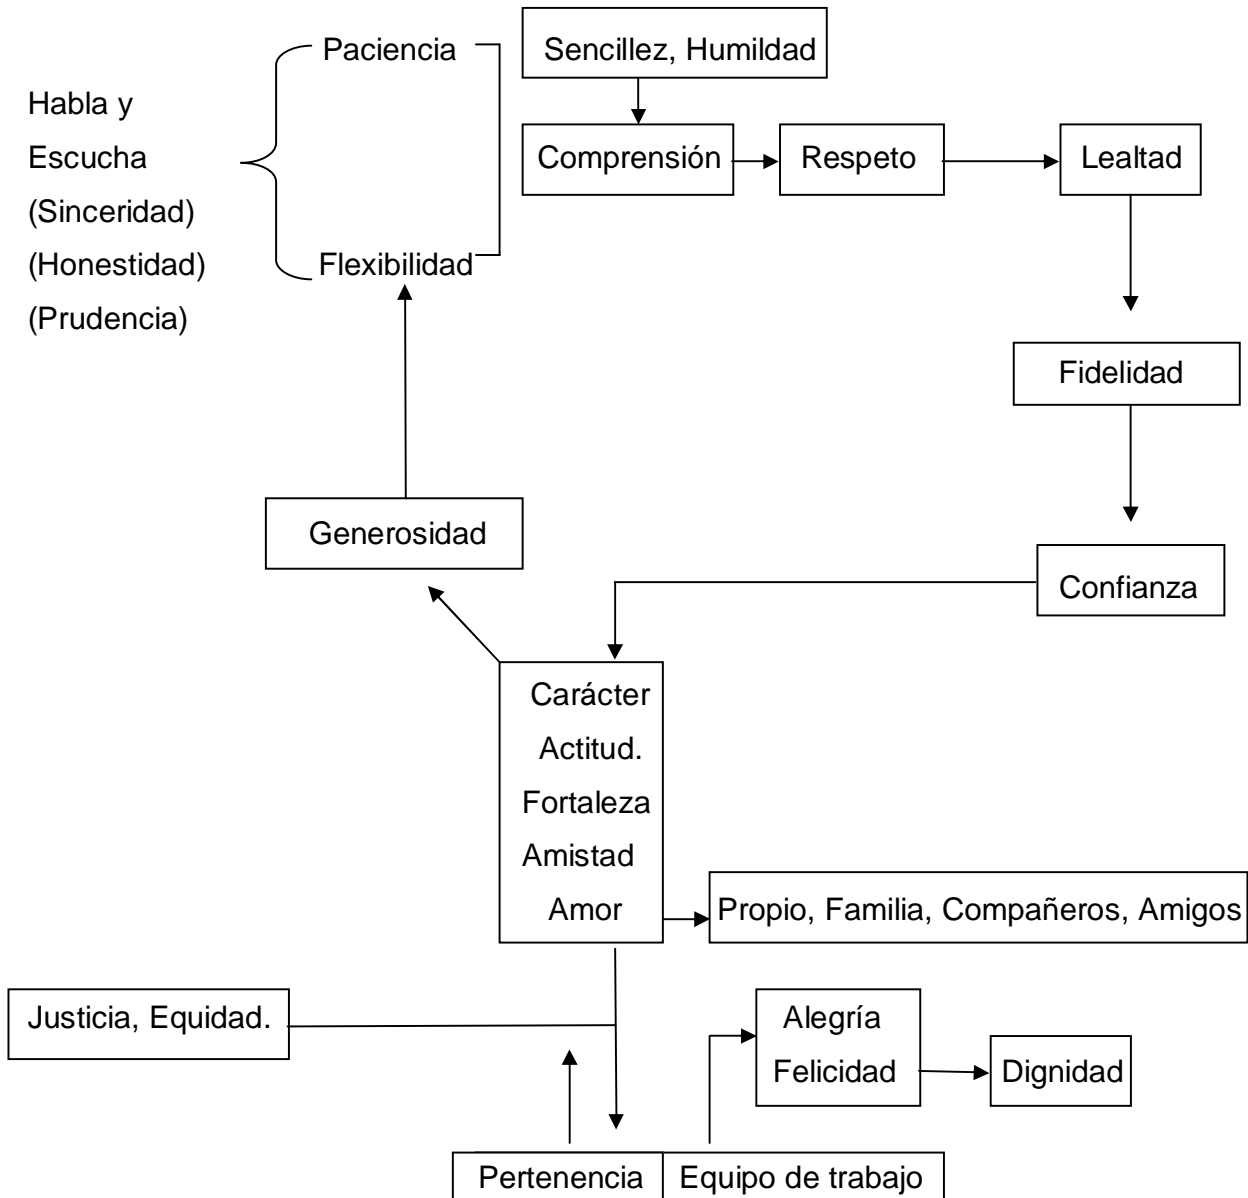 Paciencia
Sencillez, Humildad
Habla y
Escucha
(Sinceridad)
(Honestidad)
(Prudencia)
Comprensión
Respeto
Lealtad
Flexibilidad
Fidelidad
Generosidad
Confianza
Carácter
Actitud.
Fortaleza
Amistad
Amor
Propio, Familia, Compañeros, Amigos
Justicia, Equidad.
Alegría
Felicidad
Dignidad
Pertenencia
Equipo de trabajo